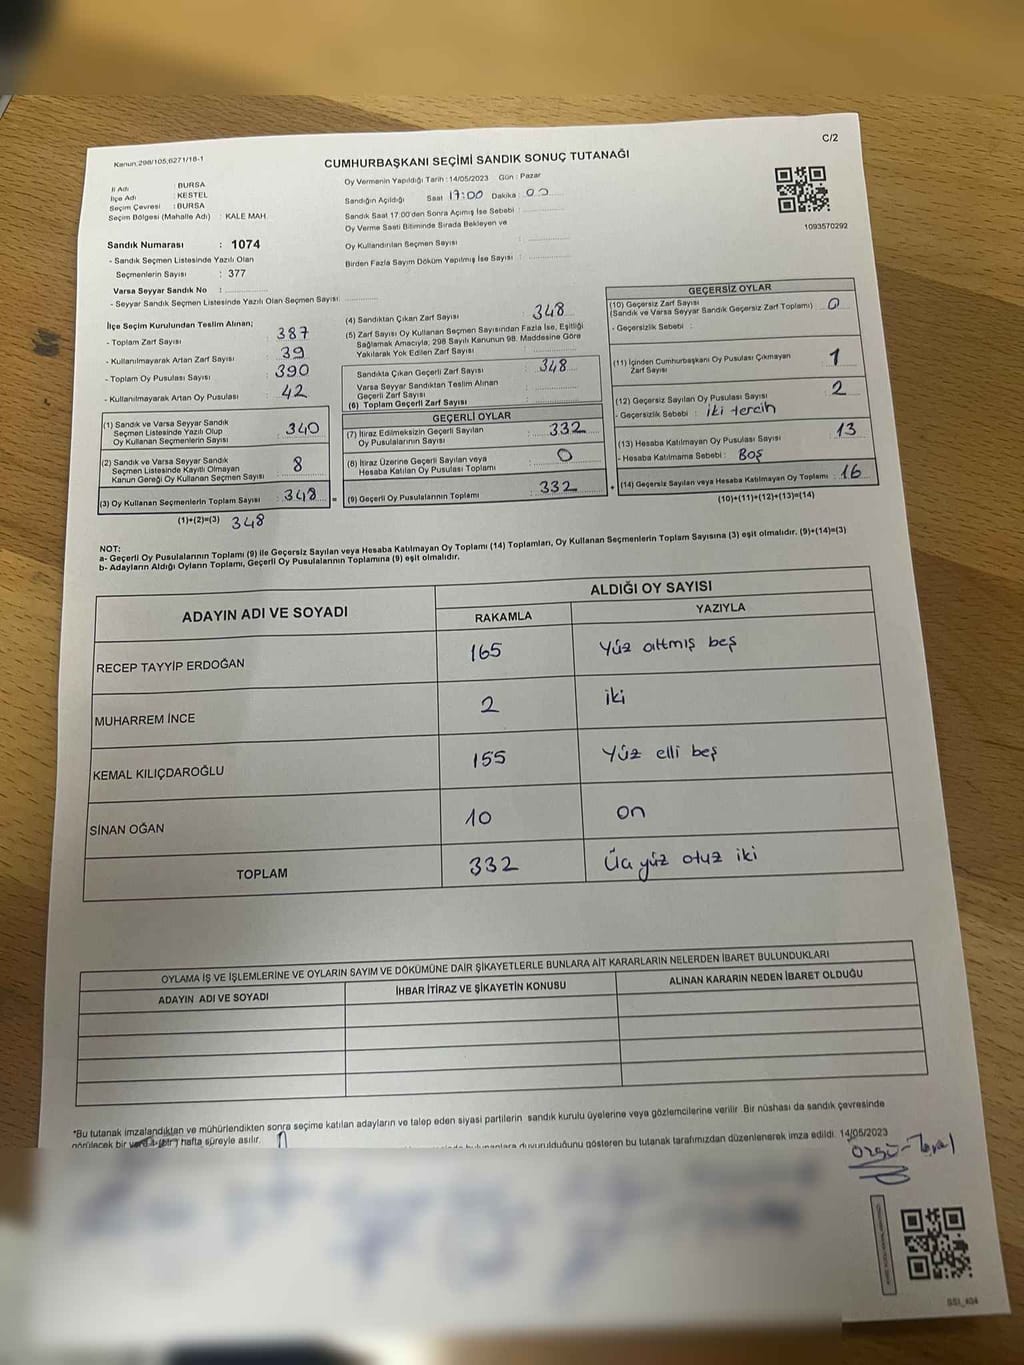 C/2
Kanun 298/105,6271/18-1
CUMHURBAŞKANI SEÇİMİ SANDIK SONUÇ TUTANAĞI
İl Adı : BURSA
İlçe Adı : KESTEL
Seçim Çevresi : BURSA
Seçim Bölgesi (Mahalle Adı) : KALE MAH.
Oy Vermenin Yapıldığı Tarih : 14/05/2023 Gün : Pazar
Sandığın Açıldığı Saat 17:00 Dakika : 00
Sandık Saat 17.00'den Sonra Açılmış İse Sebebi :
Oy Verme Saati Bitiminde Sırada Bekleyen ve
Oy Kullandırılan Seçmen Sayısı :
Birden Fazla Sayım Döküm Yapılmış İse Sayısı :
1093570292
Sandık Numarası : 1074
- Sandık Seçmen Listesinde Yazılı Olan
Seçmenlerin Sayısı : 377
Varsa Seyyar Sandık No :
- Seyyar Sandık Seçmen Listesinde Yazılı Olan Seçmen Sayısı:
İlçe Seçim Kurulundan Teslim Alınan;
- Toplam Zarf Sayısı : 387
- Kullanılmayarak Artan Zarf Sayısı : 39
- Toplam Oy Pusulası Sayısı : 390
- Kullanılmayarak Artan Oy Pusulası : 42
(1) Sandık ve Varsa Seyyar Sandık
Seçmen Listesinde Yazılı Olup
Oy Kullanan Seçmenlerin Sayısı : 340
(2) Sandık ve Varsa Seyyar Sandık
Seçmen Listesinde Kayıtlı Olmayan
Kanun Gereği Oy Kullanan Seçmen Sayısı : 8
(3) Oy Kullanan Seçmenlerin Toplam Sayısı : 348
(1)+(2)=(3) 348
(4) Sandıktan Çıkan Zarf Sayısı : 348
(5) Zarf Sayısı Oy Kullanan Seçmen Sayısından Fazla İse, Eşitliği
Sağlamak Amacıyla; 298 Sayılı Kanunun 98. Maddesine Göre
Yakılarak Yok Edilen Zarf Sayısı
Sandıkta Çıkan Geçerli Zarf Sayısı : 348
Varsa Seyyar Sandıktan Teslim Alınan
Geçerli Zarf Sayısı
(6) Toplam Geçerli Zarf Sayısı
GEÇERLİ OYLAR
(7) İtiraz Edilmeksizin Geçerli Sayılan
Oy Pusulalarının Sayısı : 332
(8) İtiraz Üzerine Geçerli Sayılan veya
Hesaba Katılan Oy Pusulası Toplamı : 0
= (9) Geçerli Oy Pusulalarının Toplamı : 332
GEÇERSİZ OYLAR
(10) Geçersiz Zarf Sayısı
(Sandık ve Varsa Seyyar Sandık Geçersiz Zarf Toplamı) : 0
- Geçersizlik Sebebi :
(11) İçinden Cumhurbaşkanı Oy Pusulası Çıkmayan
Zarf Sayısı : 1
(12) Geçersiz Sayılan Oy Pusulası Sayısı : 2
- Geçersizlik Sebebi : iki tercih
(13) Hesaba Katılmayan Oy Pusulası Sayısı : 13
- Hesaba Katılmama Sebebi : Boş
+ (14) Geçersiz Sayılan veya Hesaba Katılmayan Oy Toplamı : 16
(10)+(11)+(12)+(13)=(14)
NOT:
a- Geçerli Oy Pusulalarının Toplamı (9) ile Geçersiz Sayılan veya Hesaba Katılmayan Oy Toplamı (14) Toplamları, Oy Kullanan Seçmenlerin Toplam Sayısına (3) eşit olmalıdır. (9)+(14)=(3)
b- Adayların Aldığı Oyların Toplamı, Geçerli Oy Pusulalarının Toplamına (9) eşit olmalıdır.
ADAYIN ADI VE SOYADI
ALDIĞI OY SAYISI
RAKAMLA YAZIYLA
RECEP TAYYİP ERDOĞAN 165 Yüz altmış beş
MUHARREM İNCE 2 iki
KEMAL KILIÇDAROĞLU 155 Yüz elli beş
SİNAN OĞAN 10 on
TOPLAM 332 Üa yüz otuz iki
OYLAMA İŞ VE İŞLEMLERİNE VE OYLARIN SAYIM VE DÖKÜMÜNE DAİR ŞİKAYETLERLE BUNLARA AİT KARARLARIN NELERDEN İBARET BULUNDUKLARI
ADAYIN ADI VE SOYADI İHBAR İTİRAZ VE ŞİKAYETİN KONUSU ALINAN KARARIN NEDEN İBARET OLDUĞU
*Bu tutanak imzalandıktan ve mühürlendikten sonra seçime katılan adayların ve talep eden siyasi partilerin sandık kurulu üyelerine veya gözlemcilerine verilir. Bir nüshası da sandık çevresinde
görülecek bir yerde 1 (bir) hafta süreyle asılır.
duyurulduğunu gösteren bu tutanak tarafımızdan düzenlenerek imza edildi. 14/05/2023